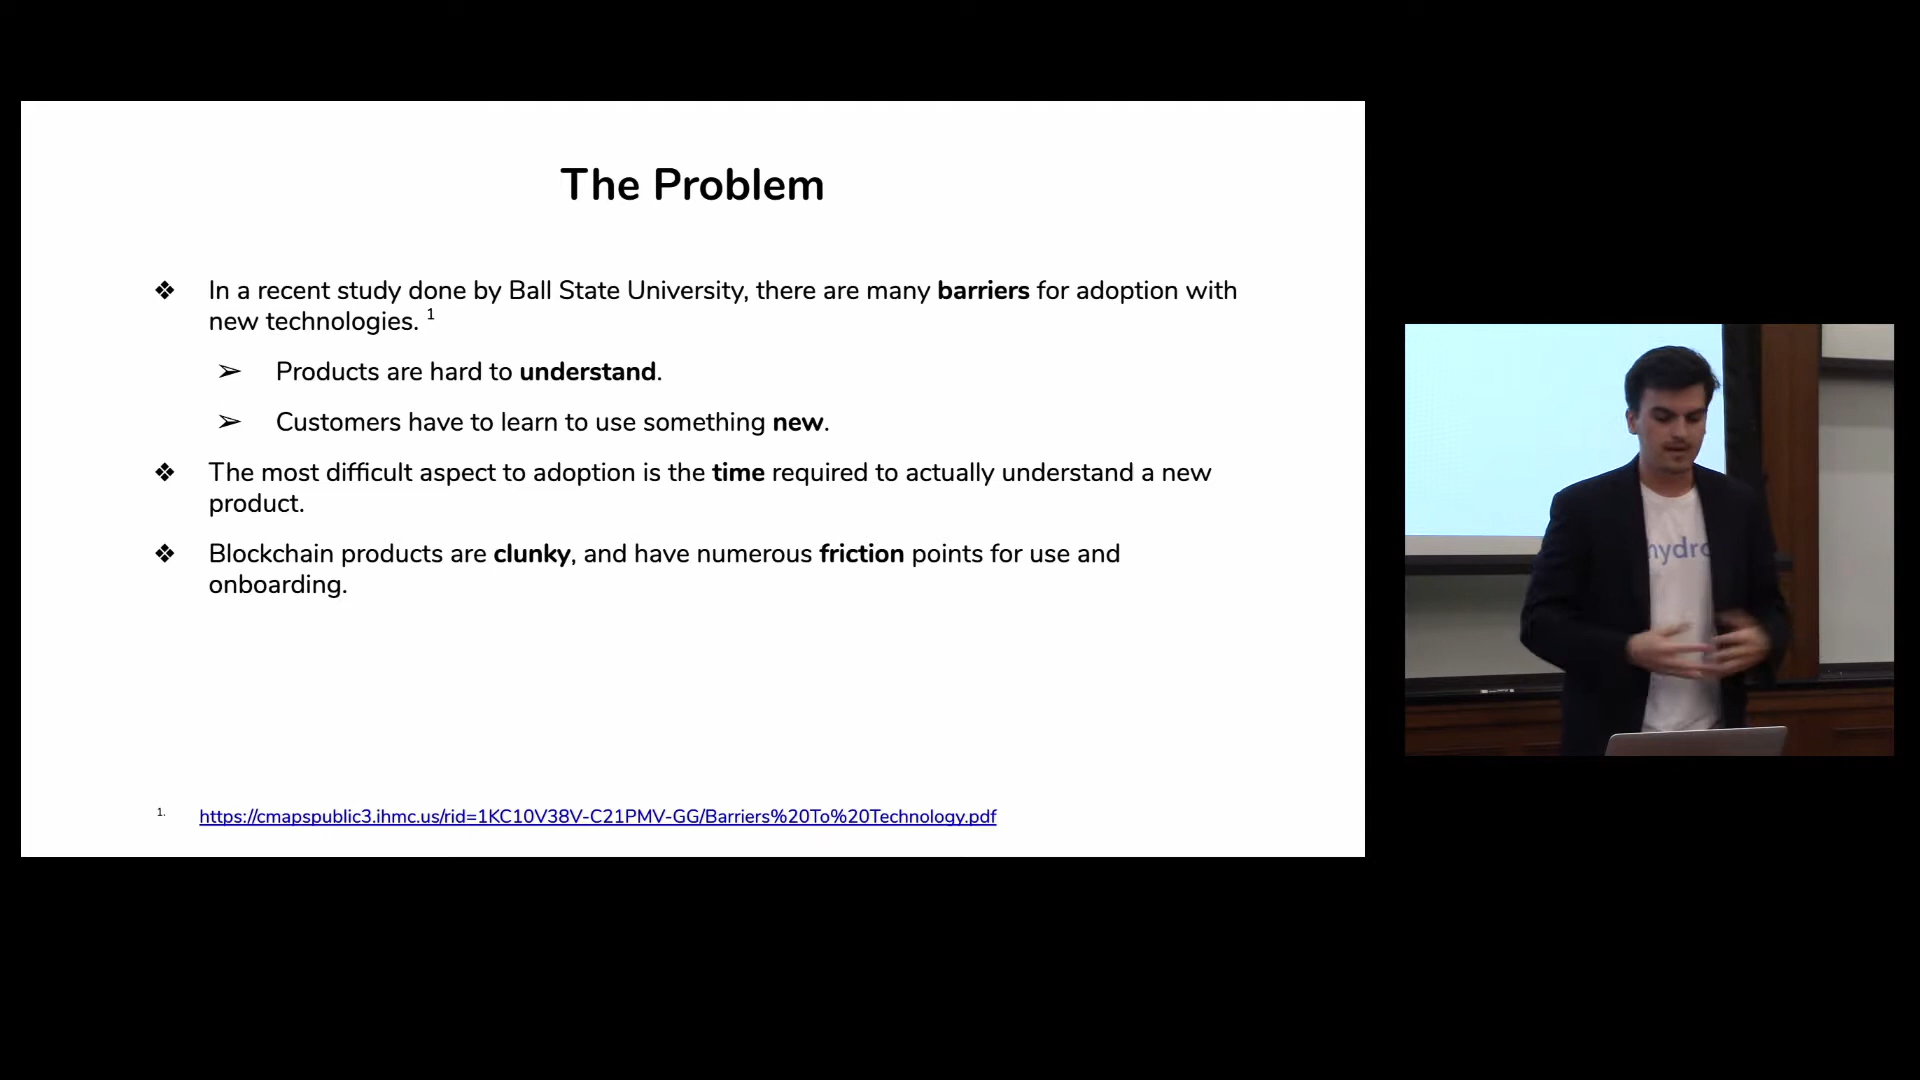 The Problem
❖ In a recent study done by Ball State University, there are many barriers for adoption with
new technologies. 1
➢ Products are hard to understand.
➢ Customers have to learn to use something new.
❖ The most difficult aspect to adoption is the time required to actually understand a new
product.
❖ Blockchain products are clunky, and have numerous friction points for use and
onboarding.
1. https://cmapspublic3.ihmc.us/rid=1KC10V38V-C21PMV-GG/Barriers%20To%20Technology.pdf
hydro